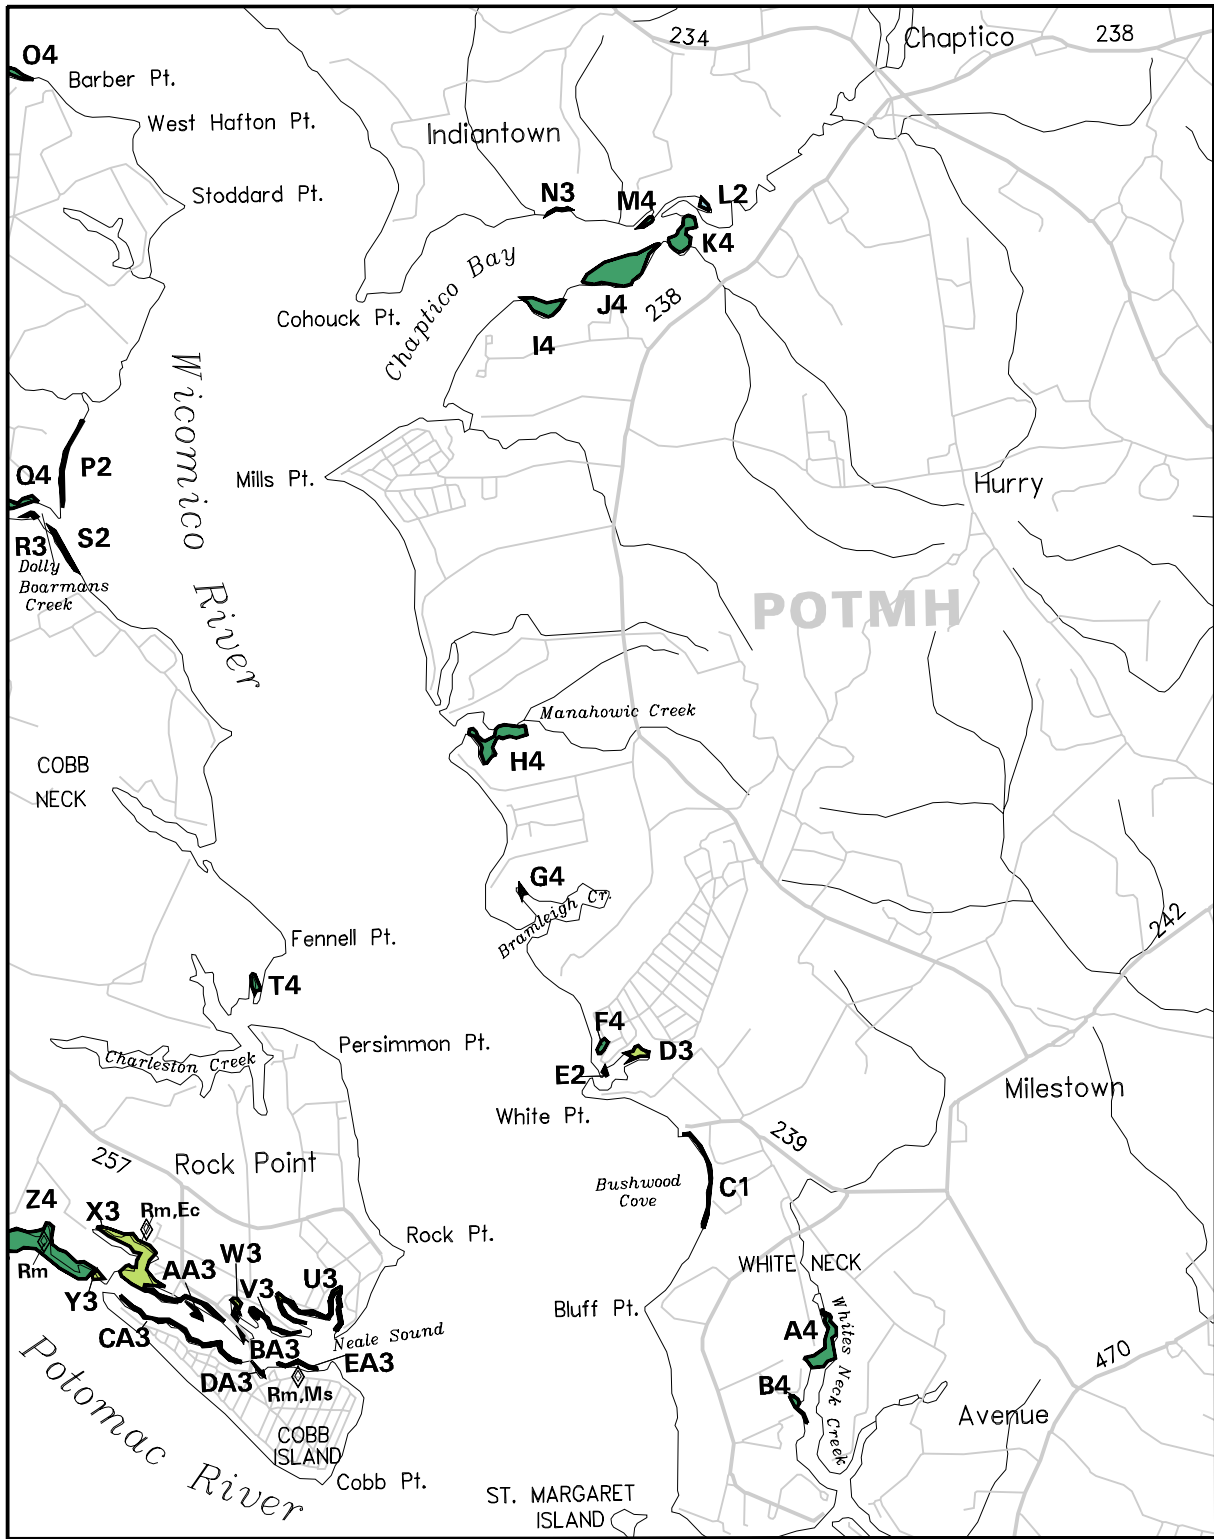 234
Chaptico
238
O4
Barber Pt.
West Hafton Pt.
Indiantown
Stoddard Pt.
N3
M4
L2
K4
Chaptico Bay
J4
238
Cohouck Pt.
I4
Wicomico River
P2
Q4
Mills Pt.
Hurry
S2
R3
Dolly
Boarmans
Creek
POTMH
Manahowic Creek
H4
COBB
NECK
G4
Bramleigh Cr.
242
Fennell Pt.
T4
F4
D3
Persimmon Pt.
Charleston Creek
E2
Milestown
White Pt.
239
257
Rock Point
Bushwood
Cove
C1
Z4
X3
Rm,Ec
W3
Rock Pt.
Rm
AA3
V3
U3
WHITE NECK
Y3
Bluff Pt.
CA3
BA3
Neale Sound
A4
Whites Neck Creek
EA3
DA3
Rm,Ms
470
B4
Potomac River
COBB
ISLAND
Avenue
Cobb Pt.
ST. MARGARET
ISLAND